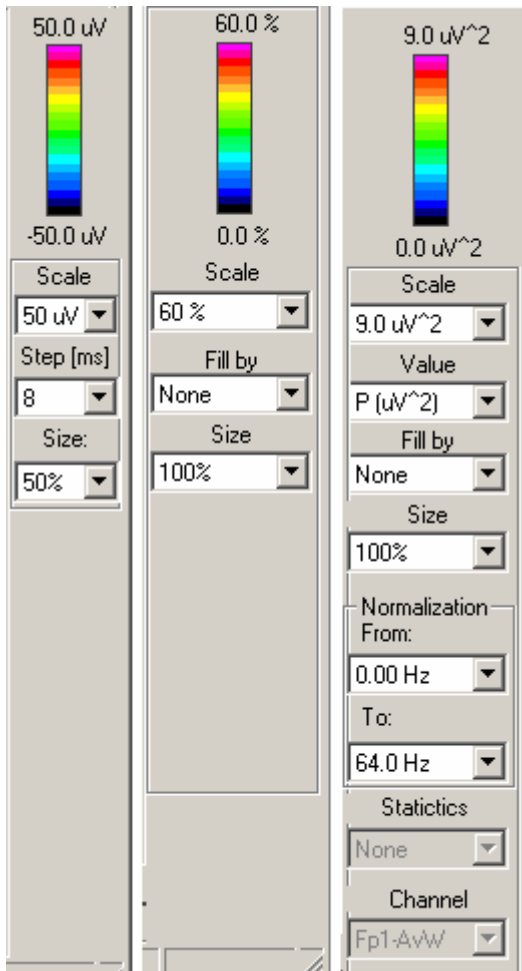 50.0 uV
-50.0 uV
Scale
50 uV
Step [ms]
8
Size:
50%
60.0 %
0.0 %
Scale
60 %
Fill by
None
Size
100%
9.0 uV^2
0.0 uV^2
Scale
9.0 uV^2
Value
P (uV^2)
Fill by
None
Size
100%
Normalization
From:
0.00 Hz
To:
64.0 Hz
Statictics
None
Channel
Fp1-AvW